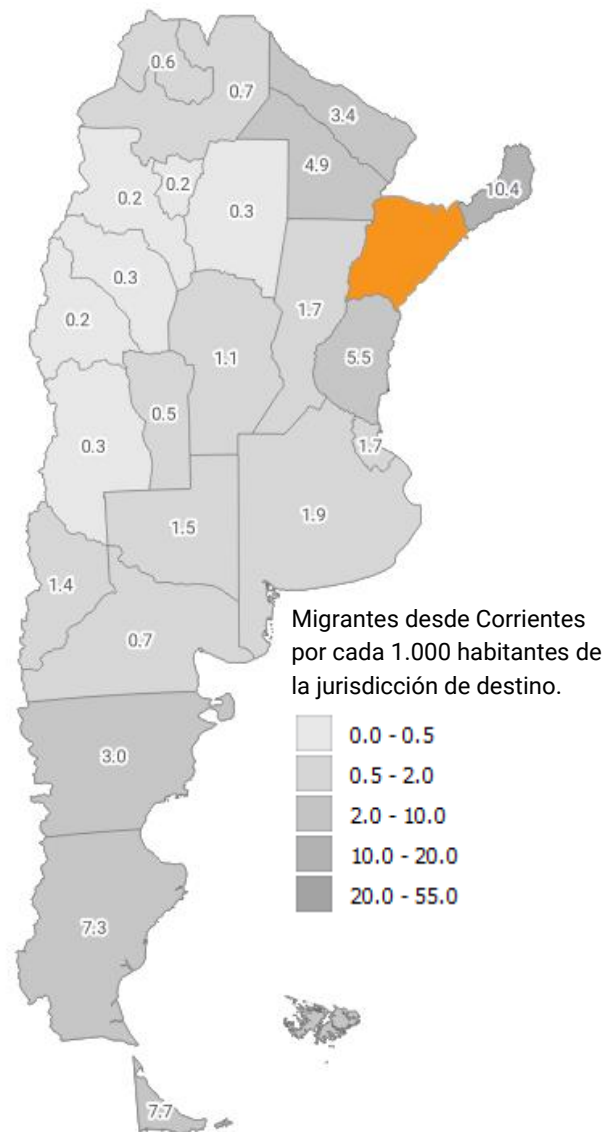 0.6
0.7
3.4
4.9
10.4
0.2
0.2
0.3
0.3
0.2
1.7
1.1
5.5
0.5
0.3
1.7
1.9
1.5
1.4
0.7
Migrantes desde Corrientes
por cada 1.000 habitantes de
la jurisdicción de destino.
0.0 - 0.5
0.5 - 2.0
2.0 - 10.0
10.0 - 20.0
20.0 - 55.0
3.0
7.3
7.7